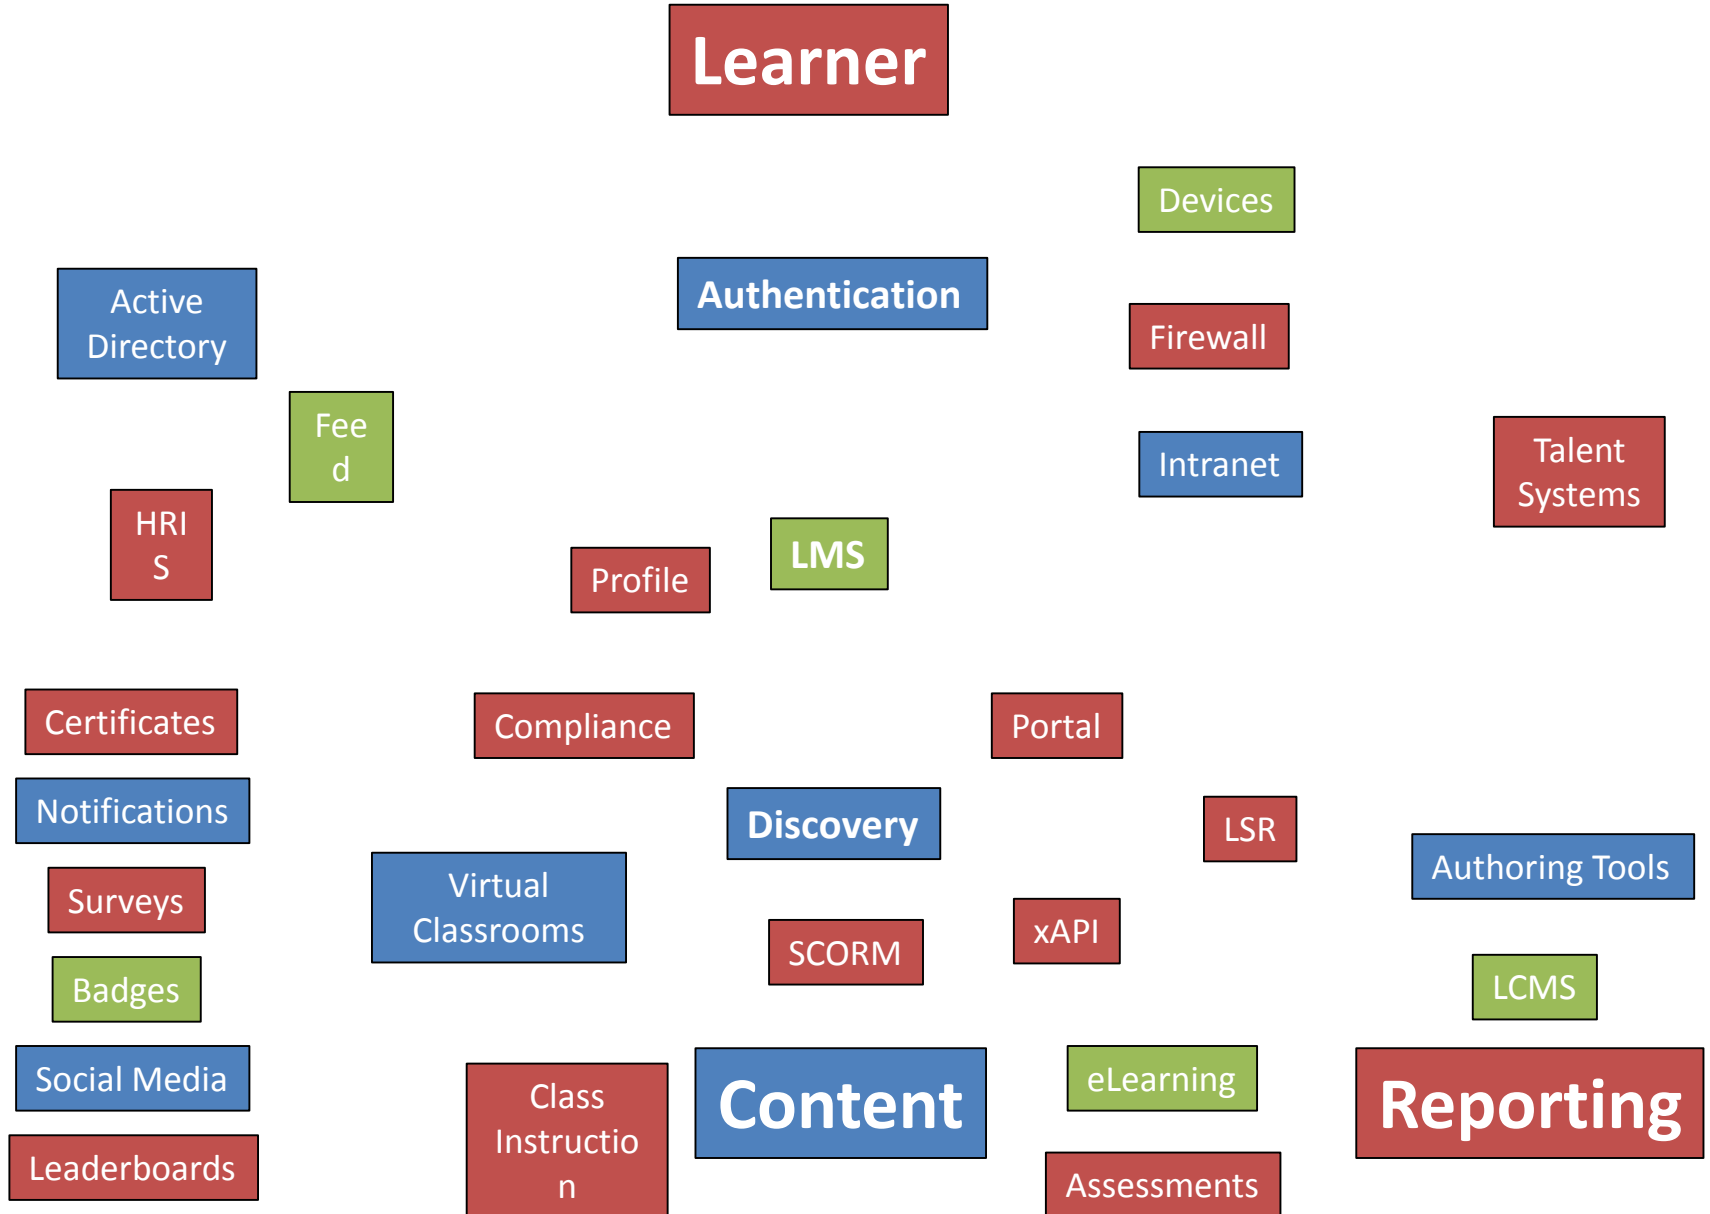 Learner
Devices
Authentication
Active
Directory
Firewall
Fee
d
Intranet
Talent
Systems
HRI
S
LMS
Profile
Certificates
Compliance
Portal
Notifications
Discovery
LSR
Authoring Tools
Surveys
Virtual
Classrooms
xAPI
SCORM
Badges
LCMS
Social Media
Class
Instructio
n
Content
eLearning
Reporting
Leaderboards
Assessments